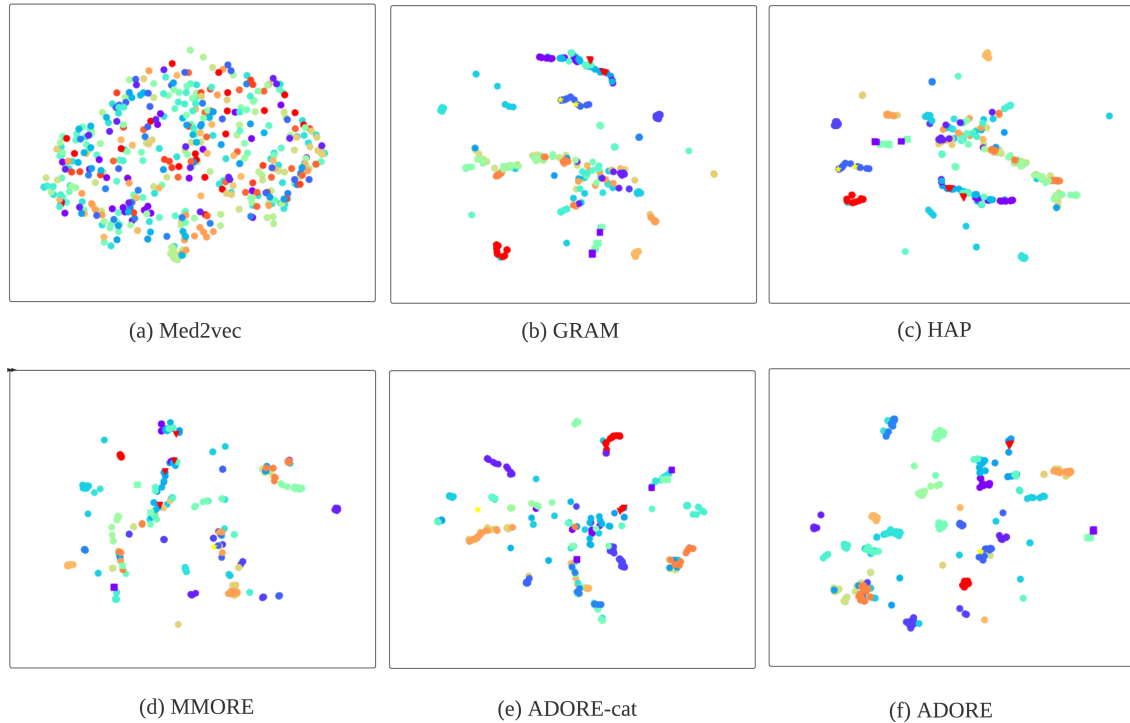 (a) Med2vec
(b) GRAM
(c) HAP
(d) MMORE
(e) ADORE-cat
(f) ADORE